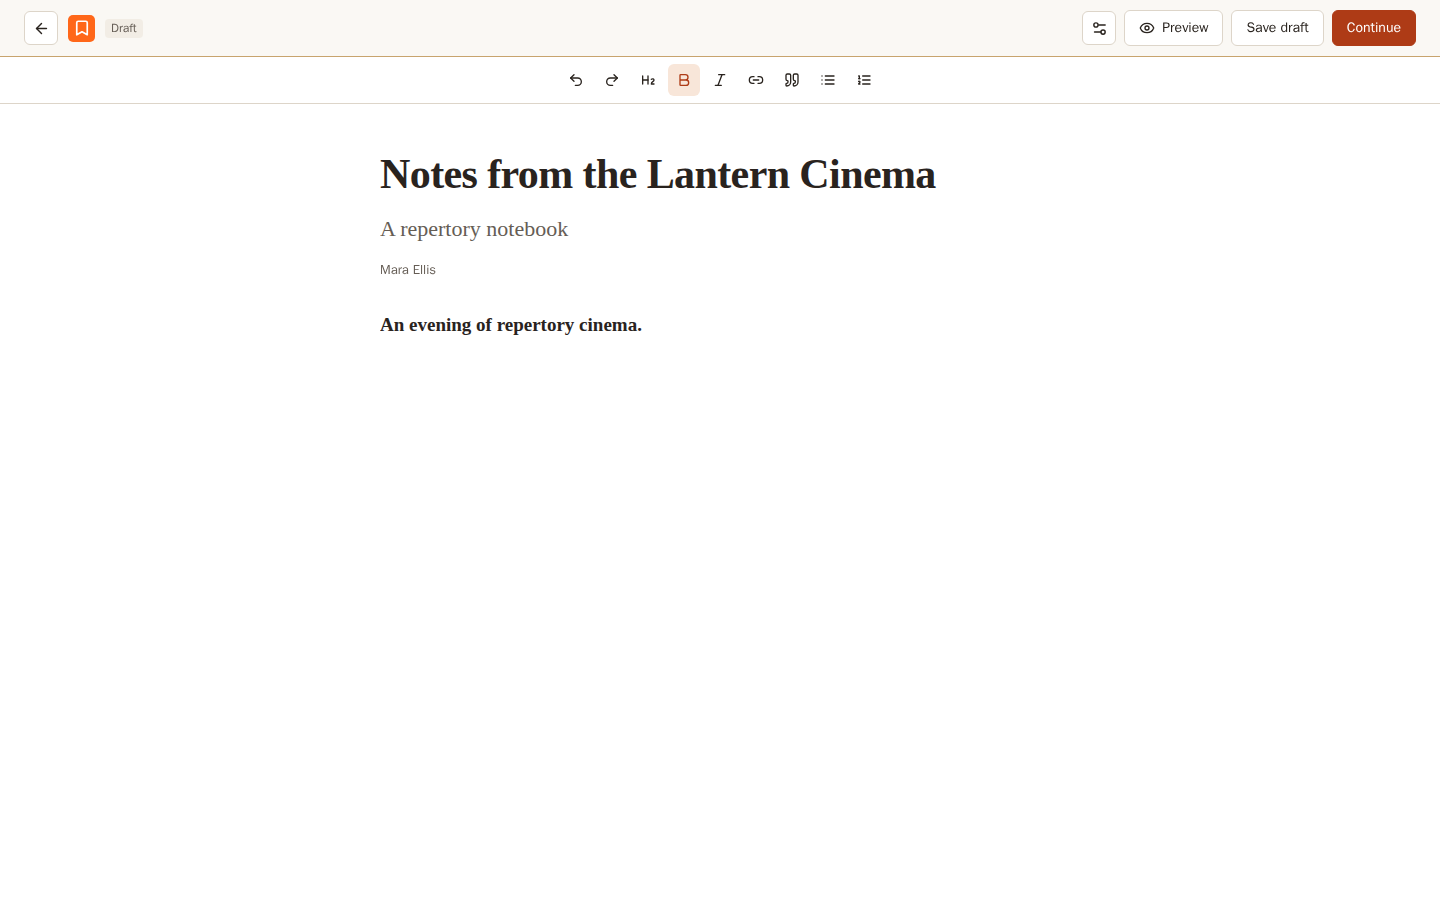 Draft
Preview
Save draft
Continue
H2
B
I
Notes from the Lantern Cinema
A repertory notebook
Mara Ellis
An evening of repertory cinema.